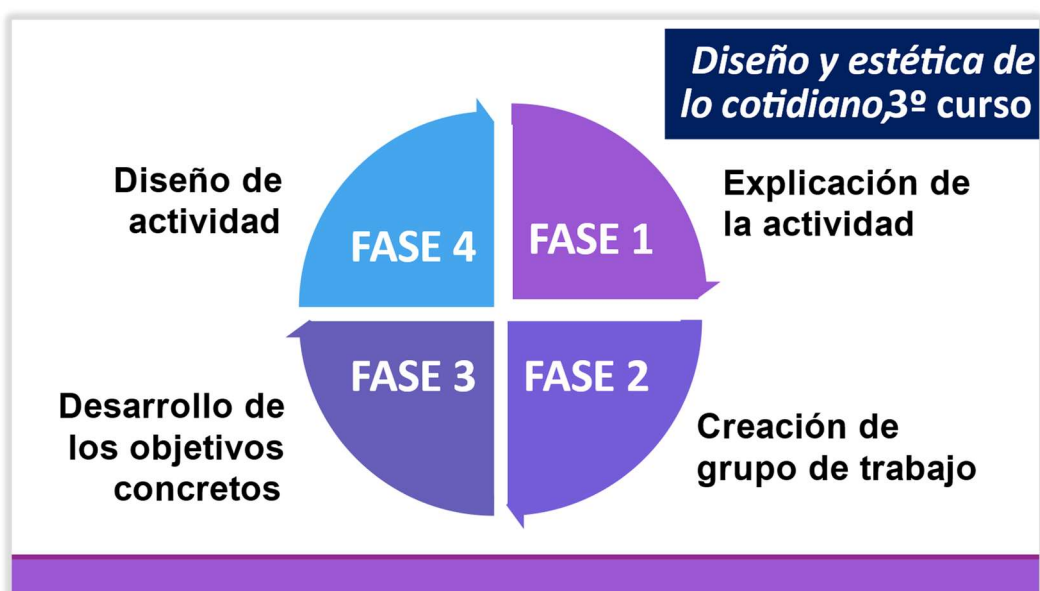 Diseño y estética de
lo cotidiano,3º curso
Diseño de
actividad
FASE 4
FASE 1
Explicación de
la actividad
Desarrollo de
los objetivos
concretos
FASE 3
FASE 2
Creación de
grupo de trabajo